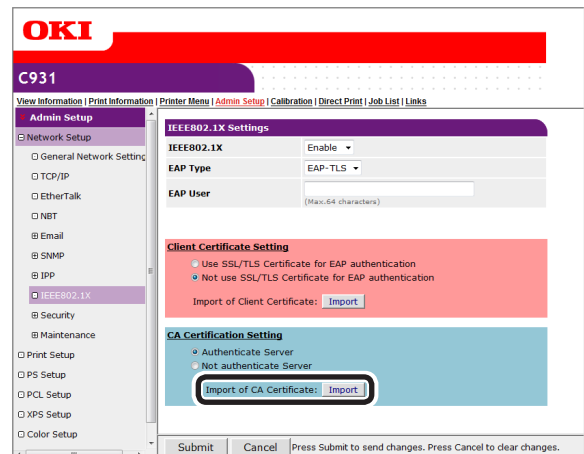 OKI
C931
View Information | Print Information | Printer Menu | Admin Setup | Calibration | Direct Print | Job List | Links
Admin Setup
Network Setup
General Network Setting
TCP/IP
EtherTalk
NBT
Email
SNMP
IPP
IEEE802.1X
Security
Maintenance
Print Setup
PS Setup
PCL Setup
XPS Setup
Color Setup
IEEE802.1X Settings
IEEE802.1X Enable
EAP Type EAP-TLS
EAP User
(Max.64 characters)
Client Certificate Setting
Use SSL/TLS Certificate for EAP authentication
Not use SSL/TLS Certificate for EAP authentication
Import of Client Certificate: Import
CA Certification Setting
Authenticate Server
Not authenticate Server
Import of CA Certificate: Import
Submit Cancel Press Submit to send changes. Press Cancel to clear changes.